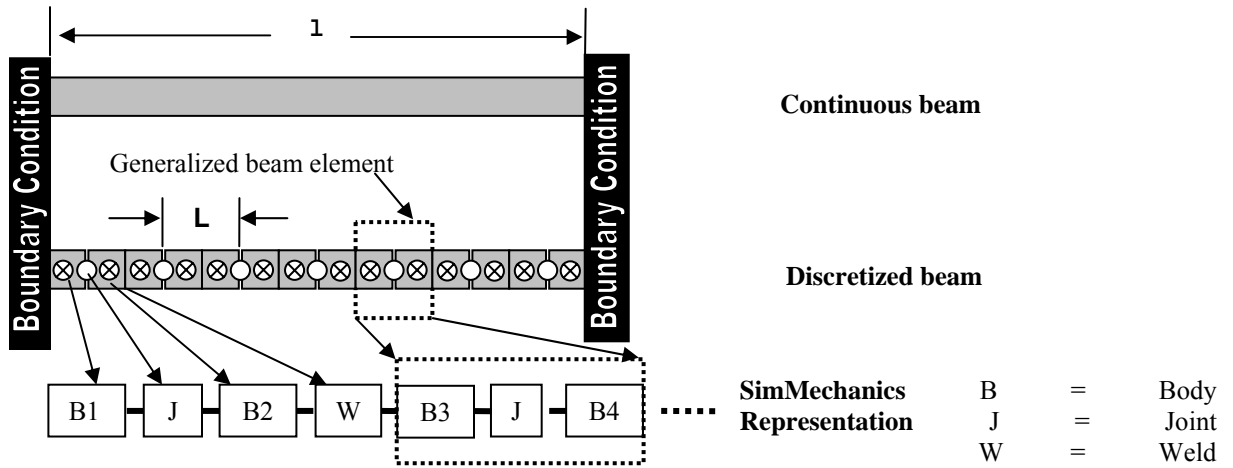 l
Boundary Condition
Boundary Condition
Continuous beam
Generalized beam element
L
Discretized beam
B1 J B2 W B3 J B4
SimMechanics B = Body
Representation J = Joint
W = Weld